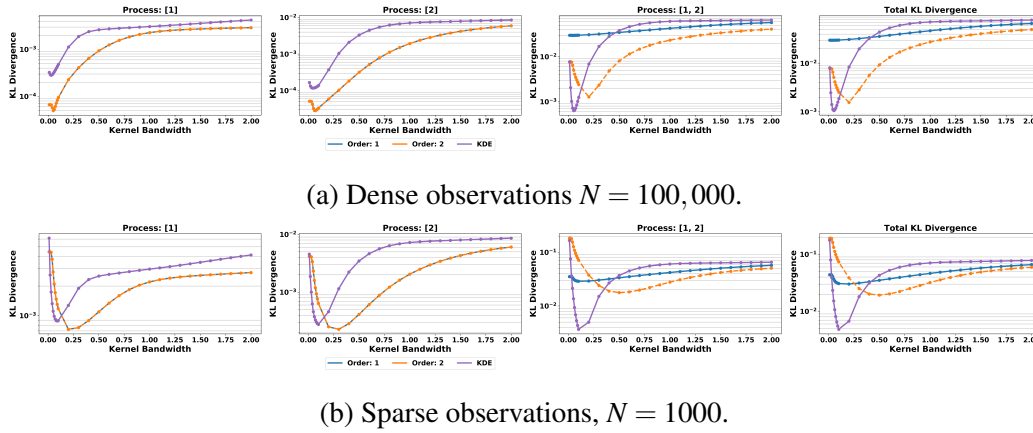 Process: [1]
Process: [2]
Process: [1, 2]
Total KL Divergence
KL Divergence
10⁻³
10⁻⁴
0.00 0.25 0.50 0.75 1.00 1.25 1.50 1.75 2.00
Kernel Bandwidth
KL Divergence
10⁻²
10⁻³
10⁻⁴
0.00 0.25 0.50 0.75 1.00 1.25 1.50 1.75 2.00
Kernel Bandwidth
KL Divergence
10⁻¹
10⁻²
10⁻³
0.00 0.25 0.50 0.75 1.00 1.25 1.50 1.75 2.00
Kernel Bandwidth
KL Divergence
10⁻¹
10⁻²
10⁻³
0.00 0.25 0.50 0.75 1.00 1.25 1.50 1.75 2.00
Kernel Bandwidth
Order: 1 Order: 2 KDE
(a) Dense observations N = 100,000.
Process: [1]
Process: [2]
Process: [1, 2]
Total KL Divergence
KL Divergence
10⁻³
0.00 0.25 0.50 0.75 1.00 1.25 1.50 1.75 2.00
Kernel Bandwidth
KL Divergence
10⁻²
10⁻³
0.00 0.25 0.50 0.75 1.00 1.25 1.50 1.75 2.00
Kernel Bandwidth
KL Divergence
10⁻¹
10⁻²
0.00 0.25 0.50 0.75 1.00 1.25 1.50 1.75 2.00
Kernel Bandwidth
KL Divergence
10⁻¹
10⁻²
0.00 0.25 0.50 0.75 1.00 1.25 1.50 1.75 2.00
Kernel Bandwidth
Order: 1 Order: 2 KDE
(b) Sparse observations, N = 1000.